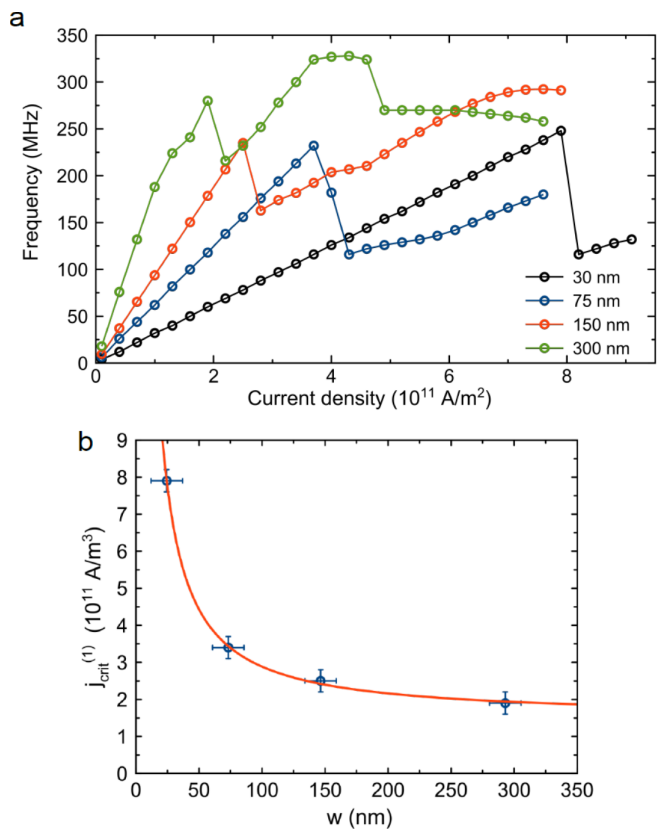 a
350
300
250
200
150
100
50
0
Frequency (MHz)
30 nm
75 nm
150 nm
300 nm
0 2 4 6 8
Current density (10¹¹ A/m²)
b
9
8
7
6
5
4
3
2
1
0
j_crit^(1) (10¹¹ A/m³)
0 50 100 150 200 250 300 350
w (nm)